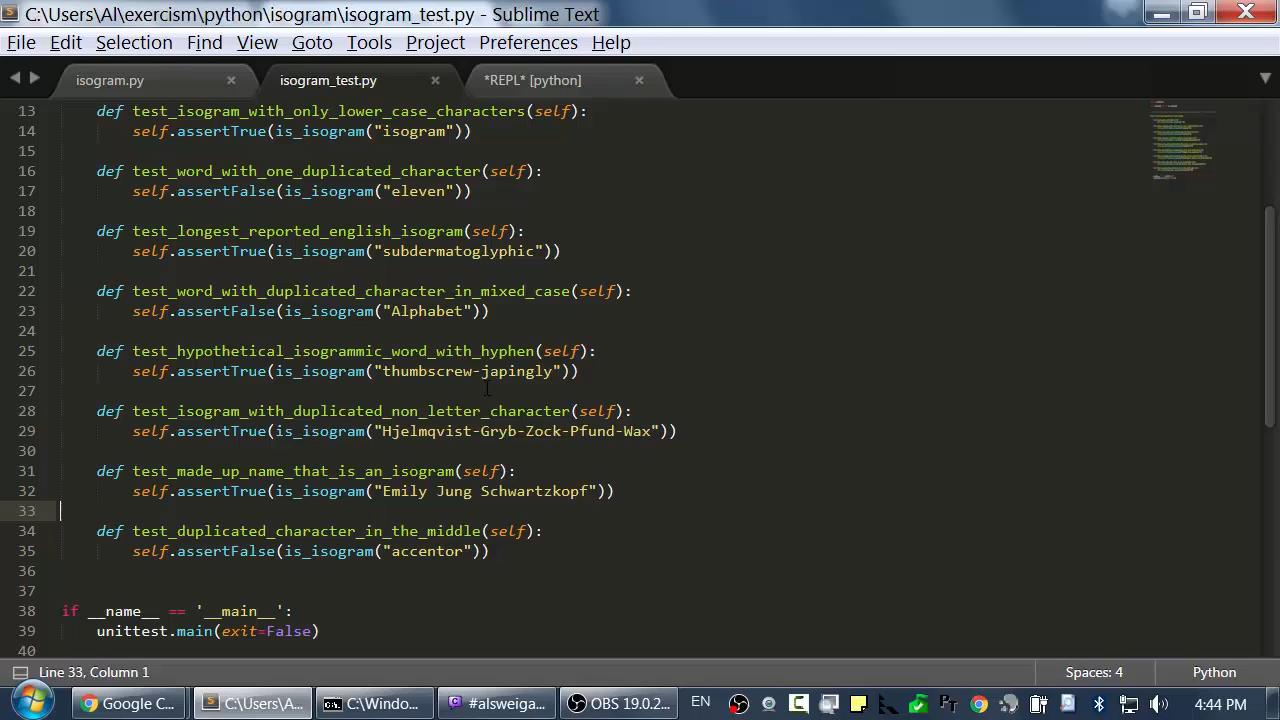 C:\Users\Al\exercism\python\isogram\isogram_test.py - Sublime Text
File Edit Selection Find View Goto Tools Project Preferences Help
isogram.py isogram_test.py *REPL* [python]
13 def test_isogram_with_only_lower_case_characters(self):
14 self.assertTrue(is_isogram("isogram"))
15
16 def test_word_with_one_duplicated_character(self):
17 self.assertFalse(is_isogram("eleven"))
18
19 def test_longest_reported_english_isogram(self):
20 self.assertTrue(is_isogram("subdermatoglyphic"))
21
22 def test_word_with_duplicated_character_in_mixed_case(self):
23 self.assertFalse(is_isogram("Alphabet"))
24
25 def test_hypothetical_isogrammic_word_with_hyphen(self):
26 self.assertTrue(is_isogram("thumbscrew-japingly"))
27
28 def test_isogram_with_duplicated_non_letter_character(self):
29 self.assertTrue(is_isogram("Hjelmqvist-Gryb-Zock-Pfund-Wax"))
30
31 def test_made_up_name_that_is_an_isogram(self):
32 self.assertTrue(is_isogram("Emily Jung Schwartzkopf"))
33
34 def test_duplicated_character_in_the_middle(self):
35 self.assertFalse(is_isogram("accentor"))
36
37
38 if __name__ == '__main__':
39 unittest.main(exit=False)
40
Line 33, Column 1 Spaces: 4 Python
Google C... C:\Users\A... C:\Windo... #alsweiga... OBS 19.0.2... EN 4:44 PM